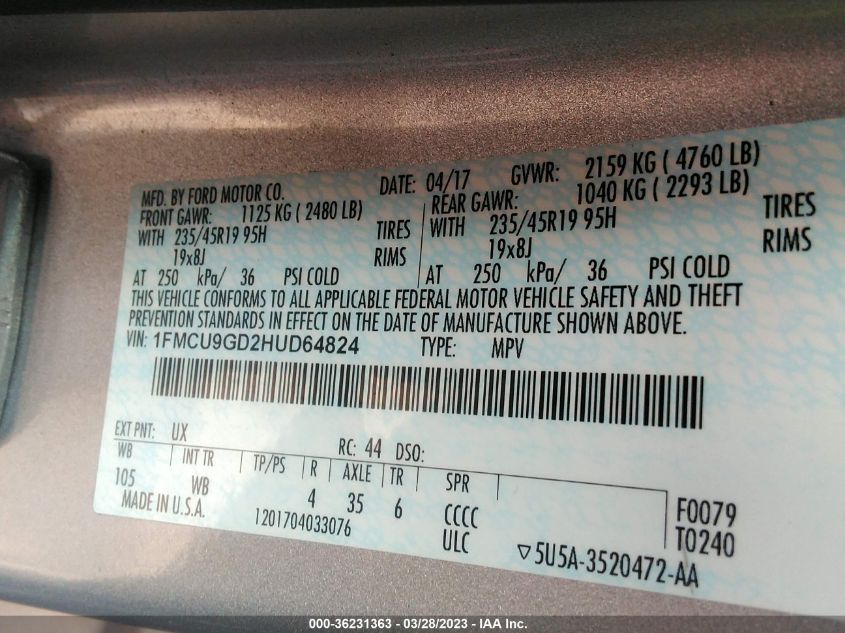 MFD. BY FORD MOTOR CO. DATE: 04/17 GVWR: 2159 KG ( 4760 LB)
FRONT GAWR: 1125 KG ( 2480 LB) REAR GAWR: 1040 KG ( 2293 LB)
WITH 235/45R19 95H TIRES WITH 235/45R19 95H TIRES
19x8J RIMS 19x8J RIMS
AT 250 kPa/ 36 PSI COLD AT 250 kPa/ 36 PSI COLD
THIS VEHICLE CONFORMS TO ALL APPLICABLE FEDERAL MOTOR VEHICLE SAFETY AND THEFT
PREVENTION STANDARDS IN EFFECT ON THE DATE OF MANUFACTURE SHOWN ABOVE.
VIN: 1FMCU9GD2HUD64824 TYPE: MPV
EXT PNT: UX RC: 44 DSO:
WB INT TR TP/PS R AXLE TR SPR
105 WB 4 35 6 CCCC F0079
MADE IN U.S.A. 1201704033076 ULC T0240
5U5A-3520472-AA
000-36231363 - 03/28/2023 - IAA Inc.